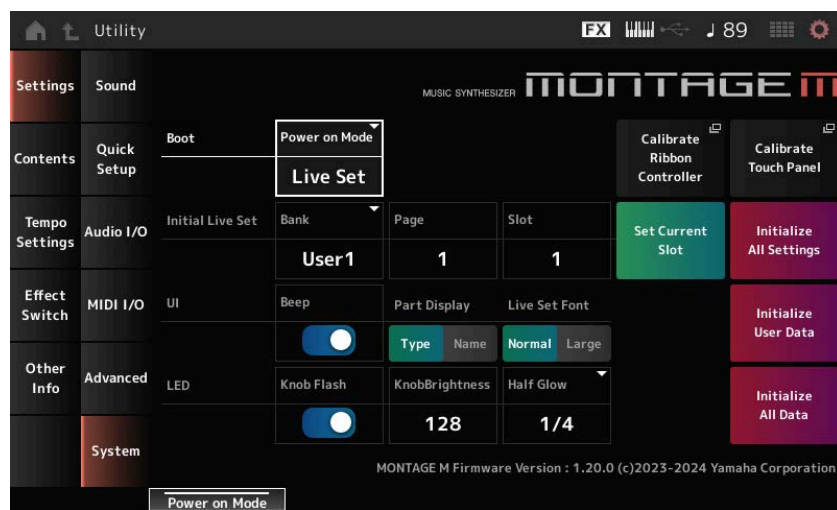 Utility
FX
89
Settings
Sound
MUSIC SYNTHESIZER MONTAGE M
Contents
Quick
Setup
Boot
Power on Mode
Live Set
Calibrate
Ribbon
Controller
Calibrate
Touch Panel
Tempo
Settings
Audio I/O
Initial Live Set
Bank
User1
Page
1
Slot
1
Set Current
Slot
Initialize
All Settings
Effect
Switch
MIDI I/O
UI
Beep
Part Display
Type Name
Live Set Font
Normal Large
Initialize
User Data
Other
Info
Advanced
LED
Knob Flash
KnobBrightness
128
Half Glow
1/4
Initialize
All Data
System
MONTAGE M Firmware Version : 1.20.0 (c)2023-2024 Yamaha Corporation
Power on Mode